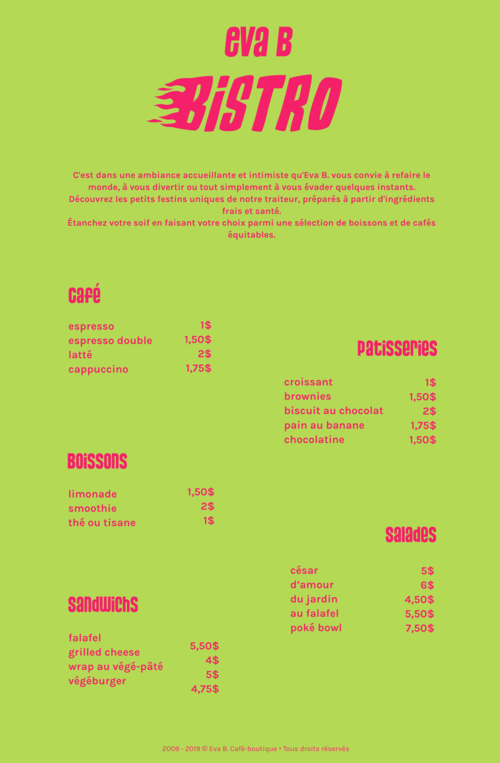 eva B
BiSTRO
C'est dans une ambiance accueillante et intimiste qu'Eva B. vous convie à refaire le
monde, à vous divertir ou tout simplement à vous évader quelques instants.
Découvrez les petits festins uniques de notre traiteur, préparés à partir d'ingrédients
frais et santé.
Étanchez votre soif en faisant votre choix parmi une sélection de boissons et de cafés
équitables.
café
espresso 1$
espresso double 1,50$
latté 2$
cappuccino 1,75$
patisseries
croissant 1$
brownies 1,50$
biscuit au chocolat 2$
pain au banane 1,75$
chocolatine 1,50$
Boissons
limonade 1,50$
smoothie 2$
thé ou tisane 1$
salades
césar 5$
d'amour 6$
du jardin 4,50$
au falafel 5,50$
poké bowl 7,50$
sandwichs
falafel 5,50$
grilled cheese 4$
wrap au végé-pâté 5$
végéburger 4,75$
2009 - 2019 © Eva B. Café-boutique • Tous droits réservés